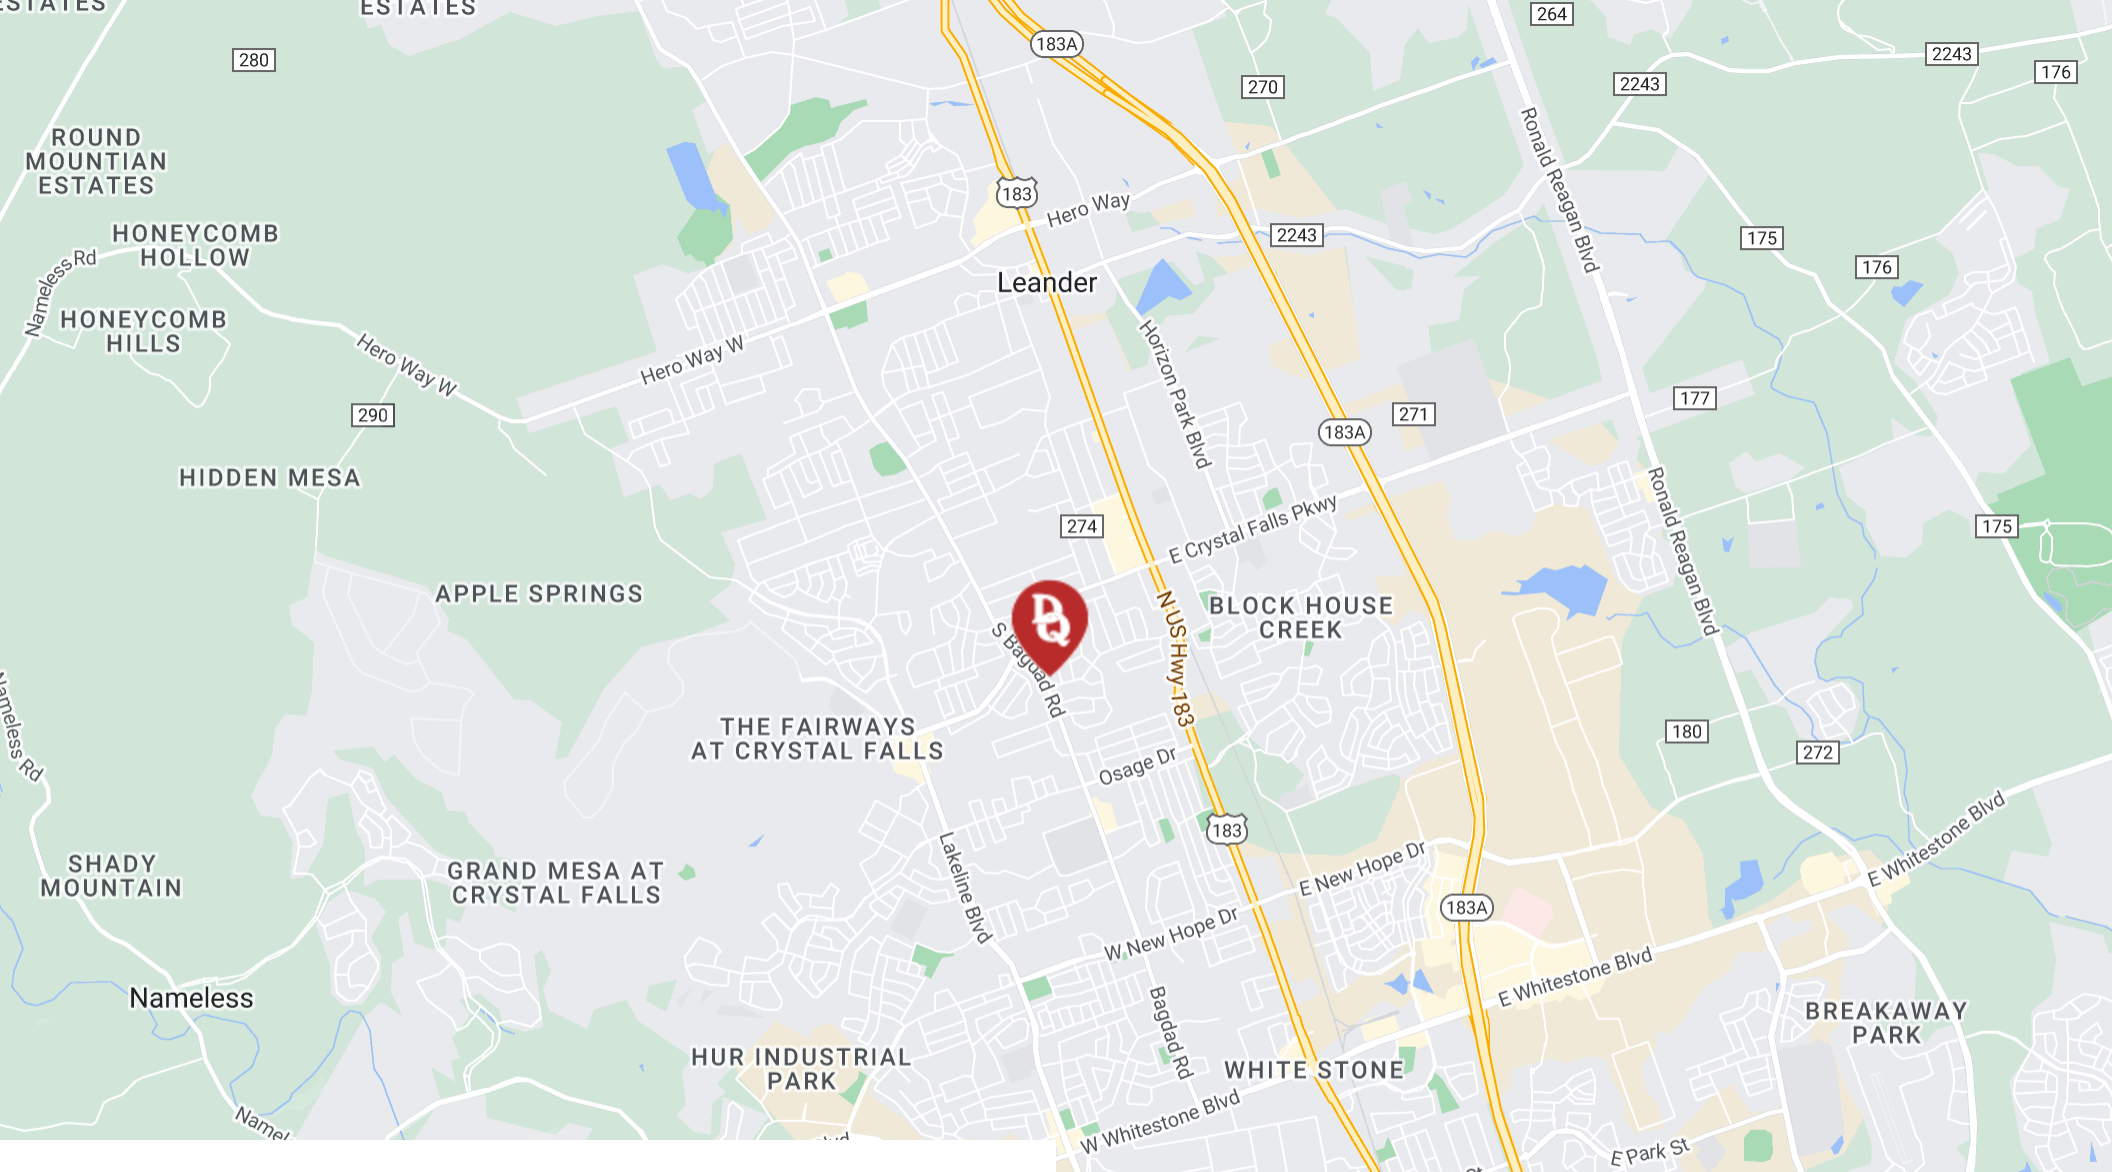 ESTATES
ESTATES
264
183A
2243
280
176
2243
270
ROUND
MOUNTIAN
ESTATES
Ronald Reagan Blvd
183
Hero Way
HONEYCOMB
HOLLOW
2243
175
Nameless Rd
176
Leander
HONEYCOMB
HILLS
Hero Way W
Hero Way W
Horizon Park Blvd
177
290
271
183A
HIDDEN MESA
274
E Crystal Falls Pkwy
Ronald Reagan Blvd
175
APPLE SPRINGS
DQ
BLOCK HOUSE
CREEK
S Bagdad Rd
N US Hwy 183
Nameless Rd
THE FAIRWAYS
AT CRYSTAL FALLS
180
272
Osage Dr
183
E Whitestone Blvd
SHADY
MOUNTAIN
GRAND MESA AT
CRYSTAL FALLS
Lakeline Blvd
E New Hope Dr
183A
W New Hope Dr
E Whitestone Blvd
Nameless
Bagdad Rd
BREAKAWAY
PARK
HUR INDUSTRIAL
PARK
WHITE STONE
W Whitestone Blvd
Namel
Blvd
E Park St
St